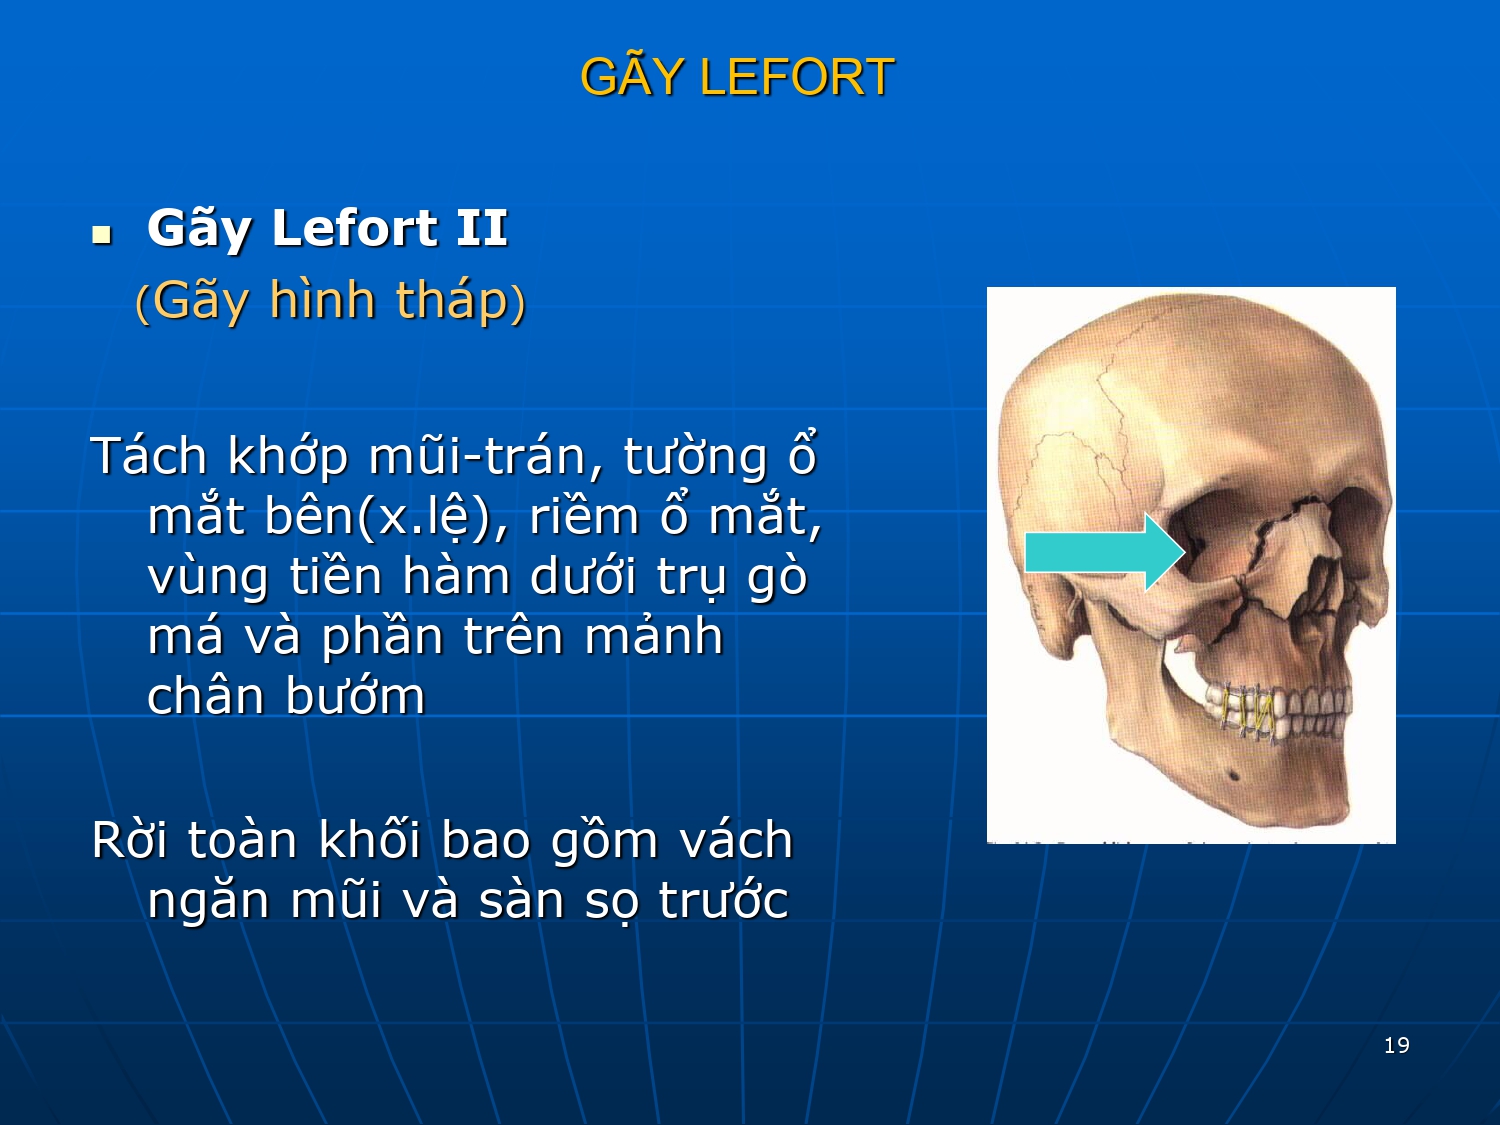 GÃY LEFORT
Gãy Lefort II
(Gãy hình tháp)
Tách khớp mũi-trán, tường ổ
mắt bên(x.lệ), riềm ổ mắt,
vùng tiền hàm dưới trụ gò
má và phần trên mảnh
chân bướm
Rời toàn khối bao gồm vách
ngăn mũi và sàn sọ trước
19